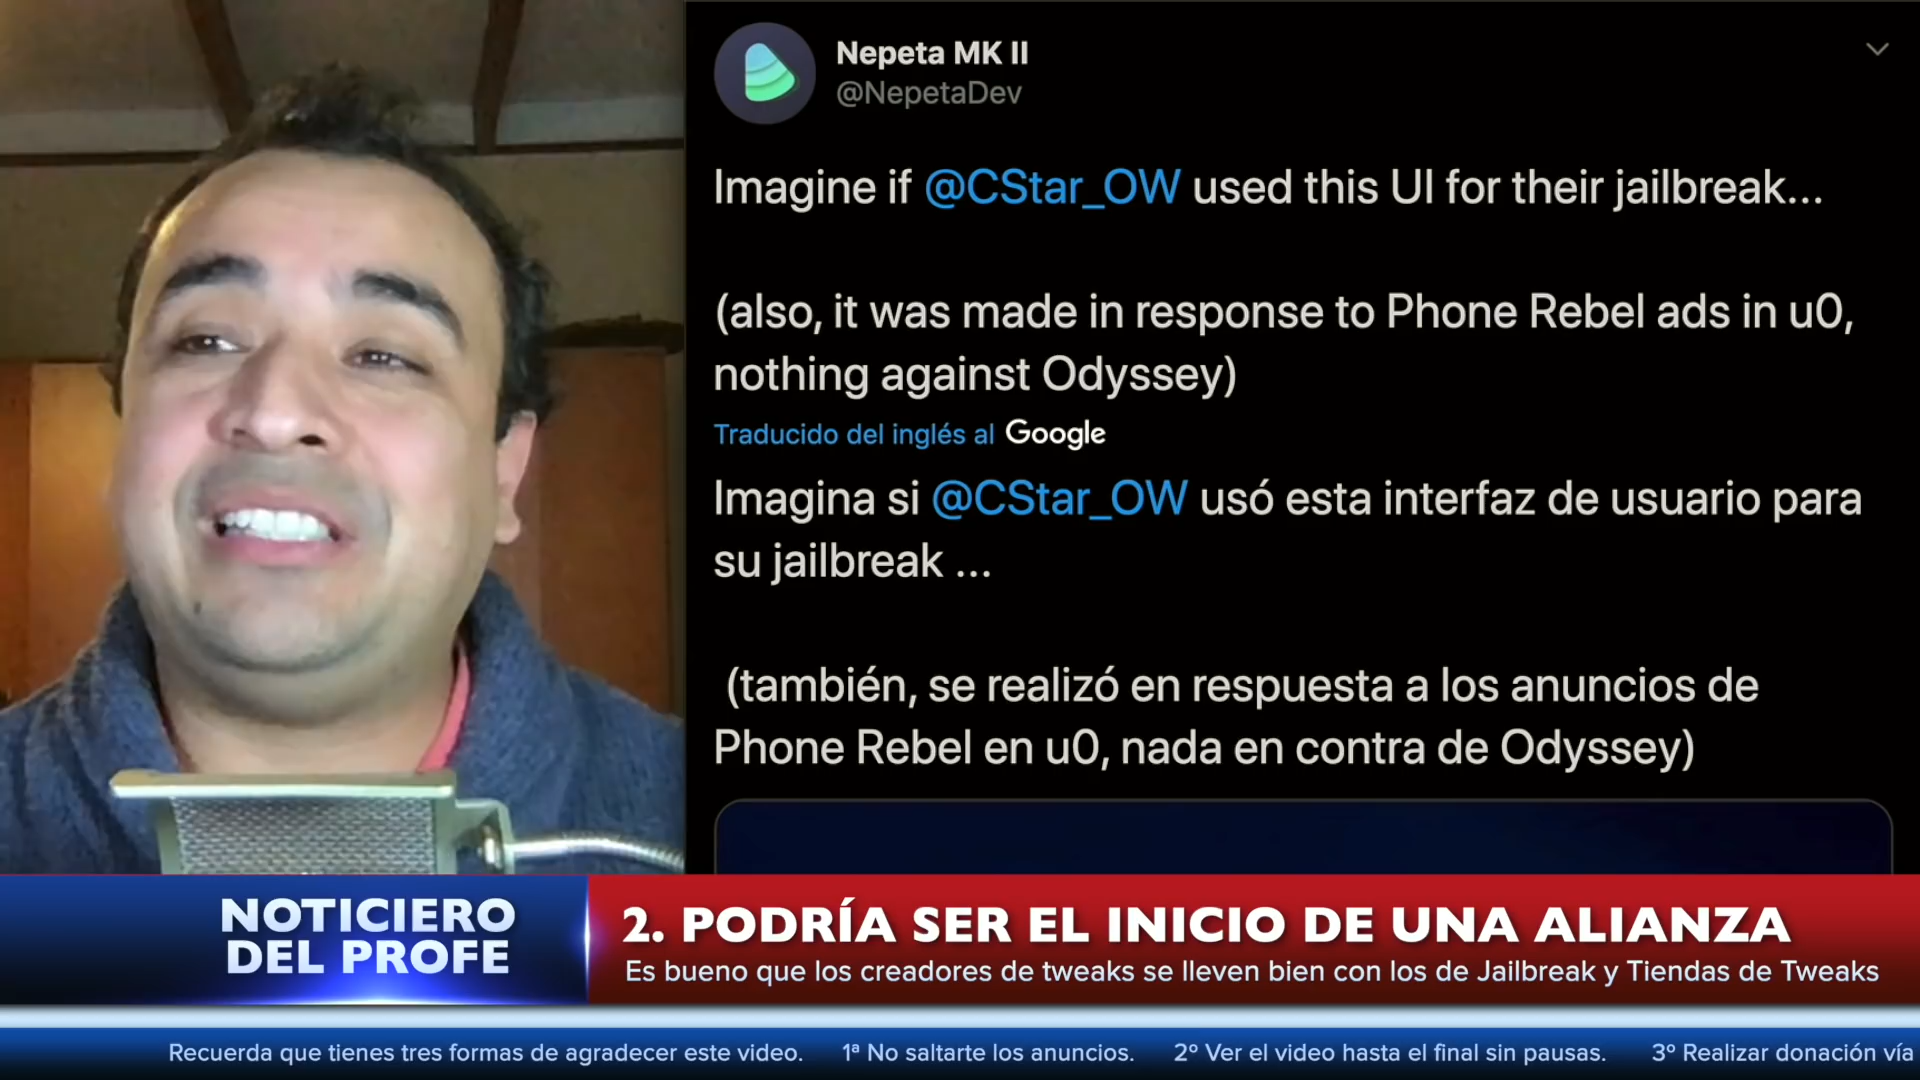 Nepeta MK II
@NepetaDev
Imagine if @CStar_OW used this UI for their jailbreak...
(also, it was made in response to Phone Rebel ads in u0,
nothing against Odyssey)
Traducido del inglés al Google
Imagina si @CStar_OW usó esta interfaz de usuario para
su jailbreak ...
(también, se realizó en respuesta a los anuncios de
Phone Rebel en u0, nada en contra de Odyssey)
NOTICIERO
DEL PROFE
2. PODRÍA SER EL INICIO DE UNA ALIANZA
Es bueno que los creadores de tweaks se lleven bien con los de Jailbreak y Tiendas de Tweaks
Recuerda que tienes tres formas de agradecer este video. 1ª No saltarte los anuncios. 2º Ver el video hasta el final sin pausas. 3º Realizar donación vía